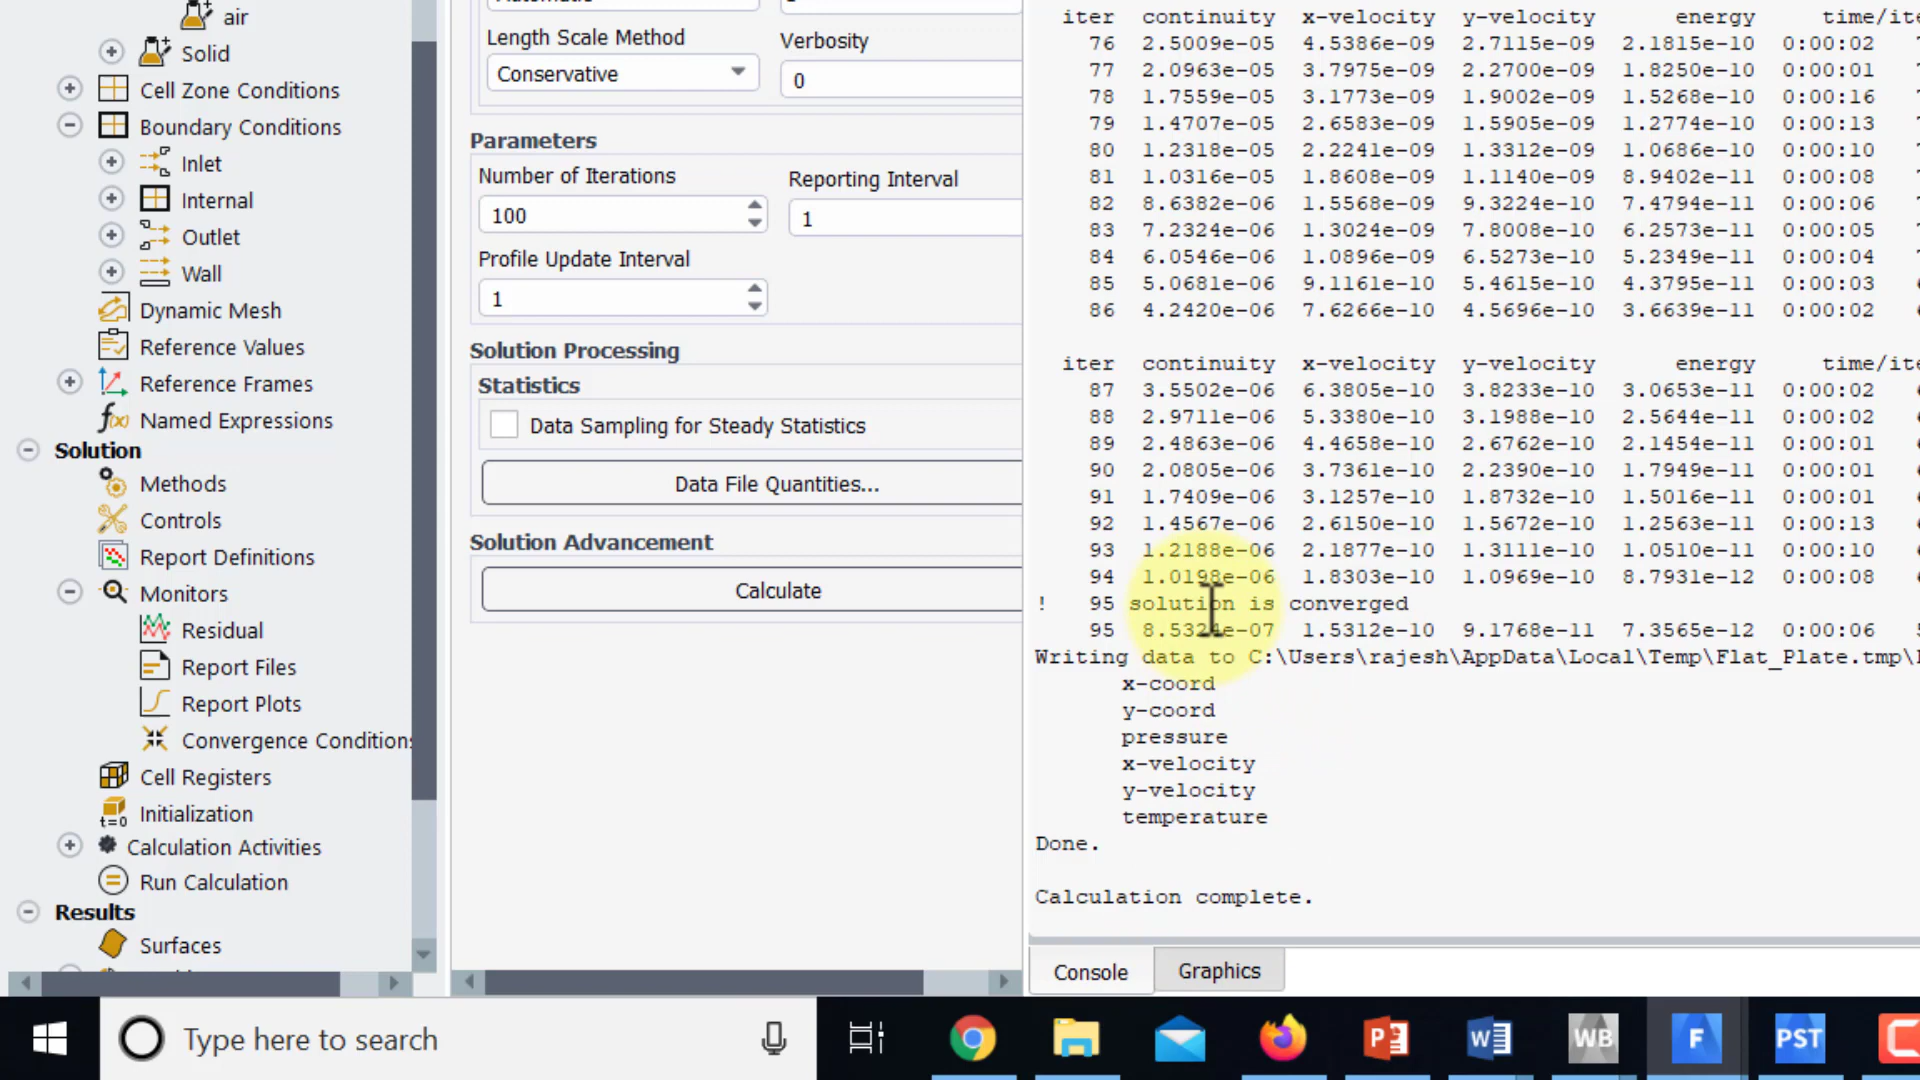 air
Solid
Cell Zone Conditions
Boundary Conditions
Inlet
Internal
Outlet
Wall
Dynamic Mesh
Reference Values
Reference Frames
Named Expressions
Solution
Methods
Controls
Report Definitions
Monitors
Residual
Report Files
Report Plots
Convergence Conditions
Cell Registers
Initialization
Calculation Activities
Run Calculation
Results
Surfaces
Length Scale Method
Verbosity
Conservative
0
Parameters
Number of Iterations
Reporting Interval
100
1
Profile Update Interval
1
Solution Processing
Statistics
Data Sampling for Steady Statistics
Data File Quantities...
Solution Advancement
Calculate
iter continuity x-velocity y-velocity energy time/ite
76 2.5009e-05 4.5386e-09 2.7115e-09 2.1815e-10 0:00:02
77 2.0963e-05 3.7975e-09 2.2700e-09 1.8250e-10 0:00:01
78 1.7559e-05 3.1773e-09 1.9002e-09 1.5268e-10 0:00:16
79 1.4707e-05 2.6583e-09 1.5905e-09 1.2774e-10 0:00:13
80 1.2318e-05 2.2241e-09 1.3312e-09 1.0686e-10 0:00:10
81 1.0316e-05 1.8608e-09 1.1140e-09 8.9402e-11 0:00:08
82 8.6382e-06 1.5568e-09 9.3224e-10 7.4794e-11 0:00:06
83 7.2324e-06 1.3024e-09 7.8008e-10 6.2573e-11 0:00:05
84 6.0546e-06 1.0896e-09 6.5273e-10 5.2349e-11 0:00:04
85 5.0681e-06 9.1161e-10 5.4615e-10 4.3795e-11 0:00:03
86 4.2420e-06 7.6266e-10 4.5696e-10 3.6639e-11 0:00:02
iter continuity x-velocity y-velocity energy time/ite
87 3.5502e-06 6.3805e-10 3.8233e-10 3.0653e-11 0:00:02
88 2.9711e-06 5.3380e-10 3.1988e-10 2.5644e-11 0:00:02
89 2.4863e-06 4.4658e-10 2.6762e-10 2.1454e-11 0:00:01
90 2.0805e-06 3.7361e-10 2.2390e-10 1.7949e-11 0:00:01
91 1.7409e-06 3.1257e-10 1.8732e-10 1.5016e-11 0:00:01
92 1.4567e-06 2.6150e-10 1.5672e-10 1.2563e-11 0:00:13
93 1.2188e-06 2.1877e-10 1.3111e-10 1.0510e-11 0:00:10
94 1.0198e-06 1.8303e-10 1.0969e-10 8.7931e-12 0:00:08
! 95 solution is converged
95 8.5324e-07 1.5312e-10 9.1768e-11 7.3565e-12 0:00:06
Writing data to C:\Users\rajesh\AppData\Local\Temp\Flat_Plate.tmp\
x-coord
y-coord
pressure
x-velocity
y-velocity
temperature
Done.
Calculation complete.
Console
Graphics
Type here to search